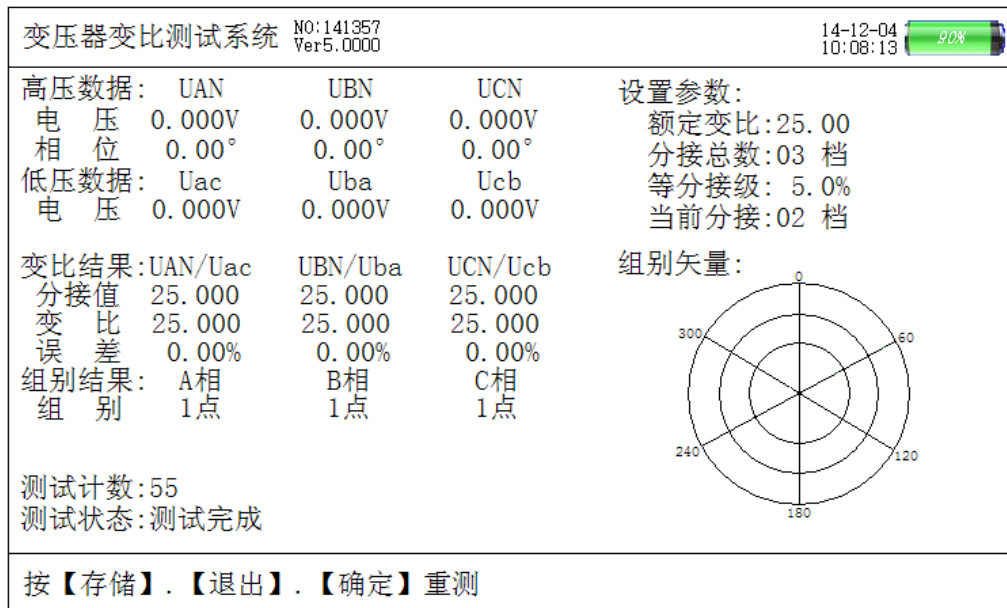 变压器变比测试系统 NO:141357
Ver5.0000
14-12-04
10:08:13
90%
高压数据: UAN UBN UCN
电 压 0.000V 0.000V 0.000V
相 位 0.00° 0.00° 0.00°
低压数据: Uac Uba Ucb
电 压 0.000V 0.000V 0.000V
变比结果:UAN/Uac UBN/Uba UCN/Ucb
分接值 25.000 25.000 25.000
变 比 25.000 25.000 25.000
误 差 0.00% 0.00% 0.00%
组别结果: A相 B相 C相
组 别 1点 1点 1点
测试计数:55
测试状态:测试完成
设置参数:
额定变比:25.00
分接总数:03 档
等分接级: 5.0%
当前分接:02 档
组别矢量:
0
300
60
240
120
180
按【存储】.【退出】.【确定】重测